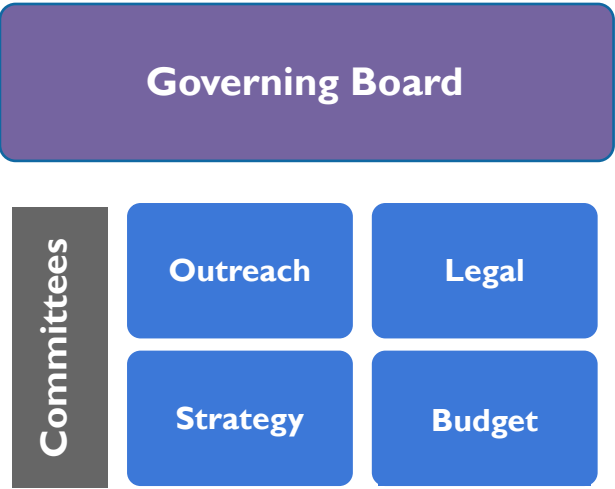 Governing Board
Committees
Outreach
Legal
Strategy
Budget